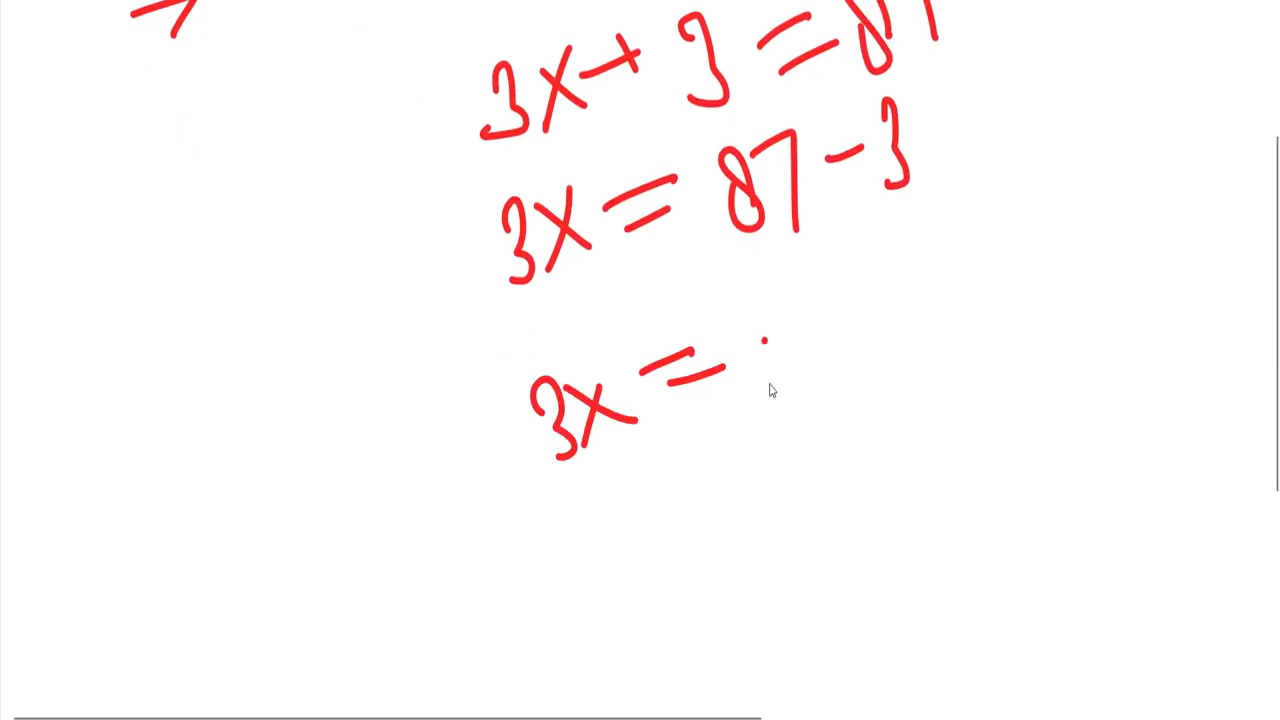 3x + 3 = 87
3x = 87 - 3
3x =